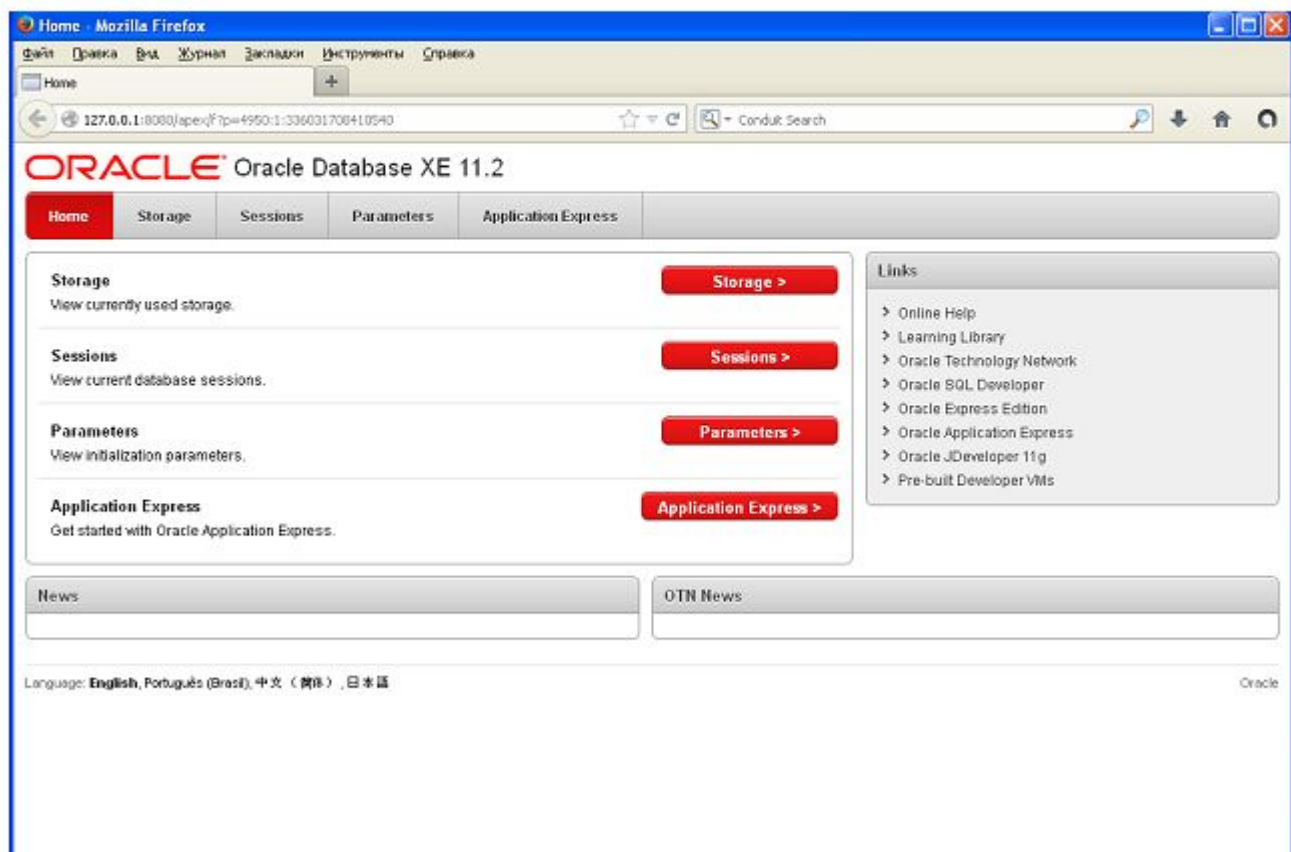 Home - Mozilla Firefox
Файл Правка Вид Журнал Закладки Инструменты Справка
Home
127.0.0.1:8080/apex/f?p=4950:1:336031708410540
Conduit Search
ORACLE Oracle Database XE 11.2
Home Storage Sessions Parameters Application Express
Storage
View currently used storage.
Storage >
Sessions
View current database sessions.
Sessions >
Parameters
View initialization parameters.
Parameters >
Application Express
Get started with Oracle Application Express.
Application Express >
Links
> Online Help
> Learning Library
> Oracle Technology Network
> Oracle SQL Developer
> Oracle Express Edition
> Oracle Application Express
> Oracle JDeveloper 11g
> Pre-built Developer VMs
News
OTN News
Language: English, Português (Brasil), 中文（简体）, 日本語
Oracle